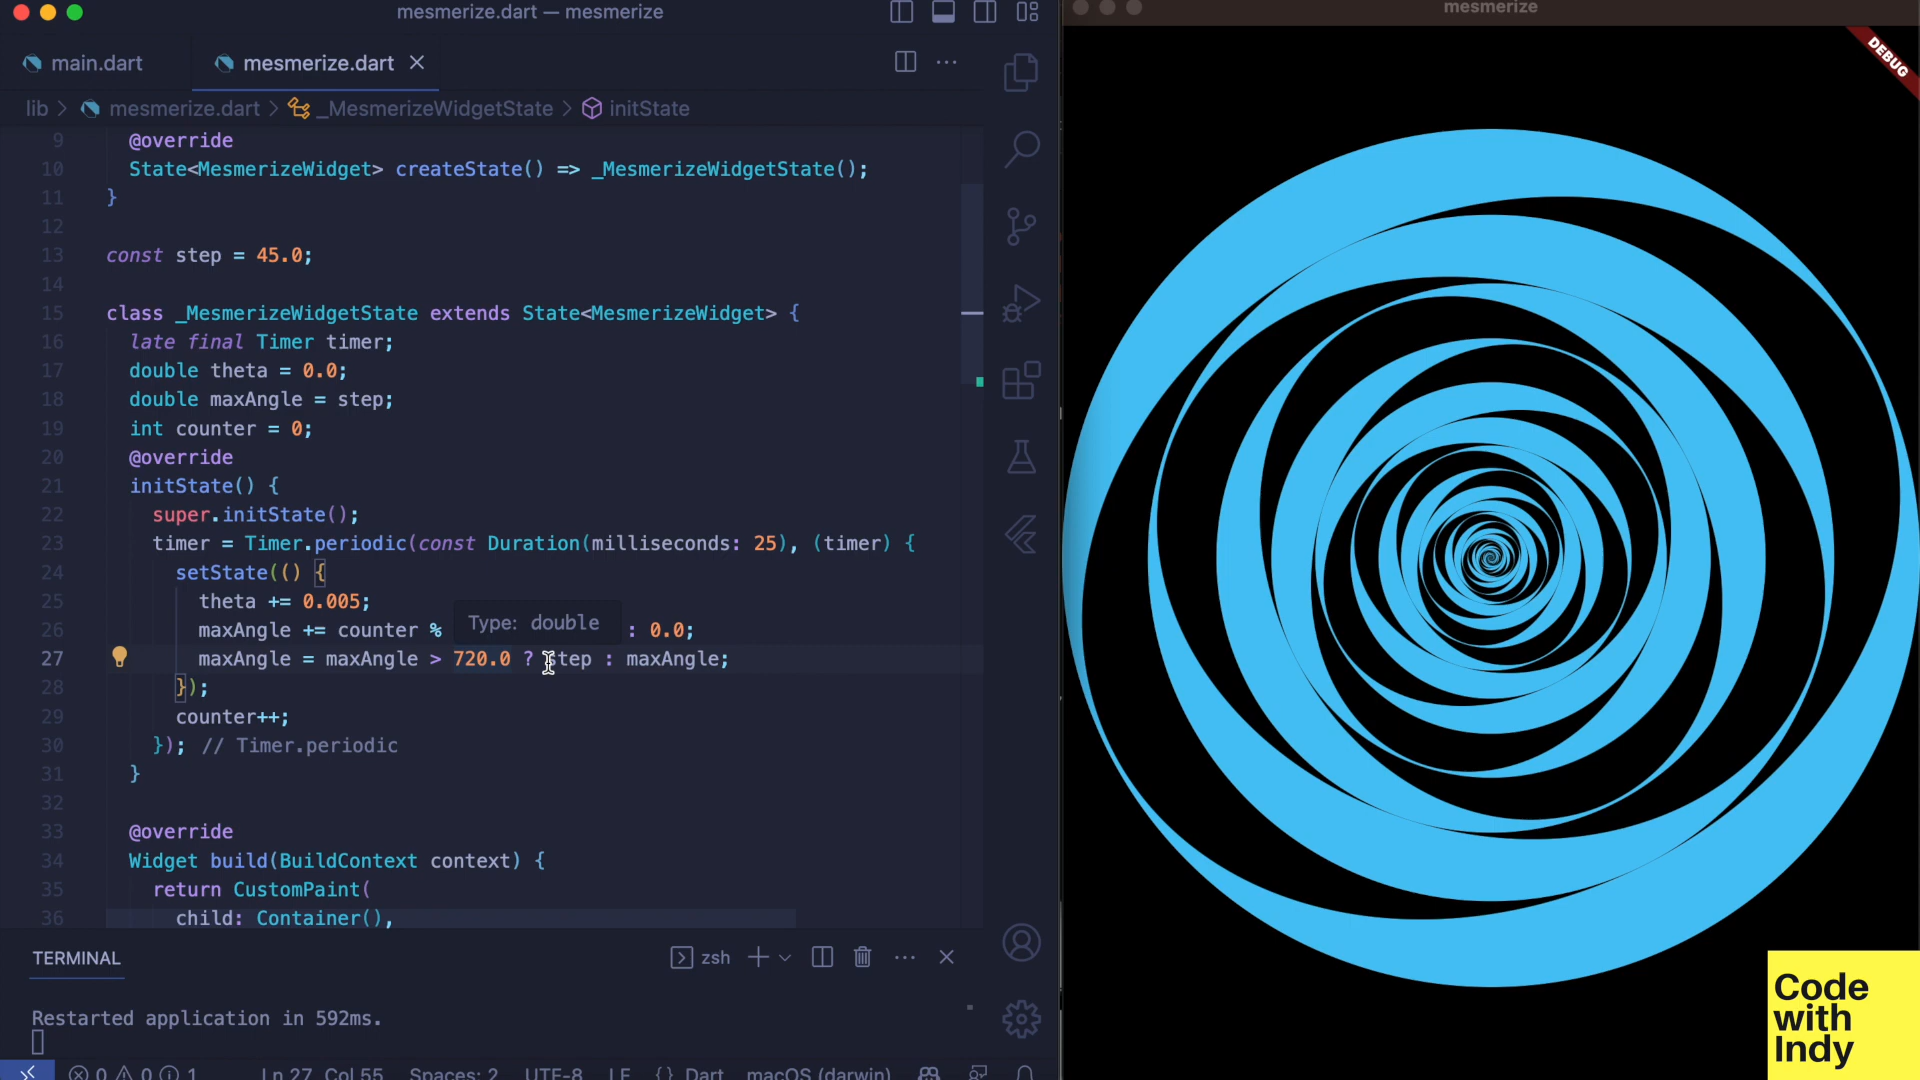 mesmerize.dart — mesmerize
main.dart
mesmerize.dart
lib > mesmerize.dart > _MesmerizeWidgetState > initState
9 @override
10 State<MesmerizeWidget> createState() => _MesmerizeWidgetState();
11 }
12
13 const step = 45.0;
14
15 class _MesmerizeWidgetState extends State<MesmerizeWidget> {
16 late final Timer timer;
17 double theta = 0.0;
18 double maxAngle = step;
19 int counter = 0;
20 @override
21 initState() {
22 super.initState();
23 timer = Timer.periodic(const Duration(milliseconds: 25), (timer) {
24 setState(() {
25 theta += 0.005;
Type: double
26 maxAngle += counter % : 0.0;
27 maxAngle = maxAngle > 720.0 ? step : maxAngle;
28 });
29 counter++;
30 }); // Timer.periodic
31 }
32
33 @override
34 Widget build(BuildContext context) {
35 return CustomPaint(
36 child: Container(),
TERMINAL
zsh
Restarted application in 592ms.
0 0 1 Ln 27, Col 55 Spaces: 2 UTF-8 LF {} Dart macOS (darwin)
mesmerize
DEBUG
Code
with
Indy